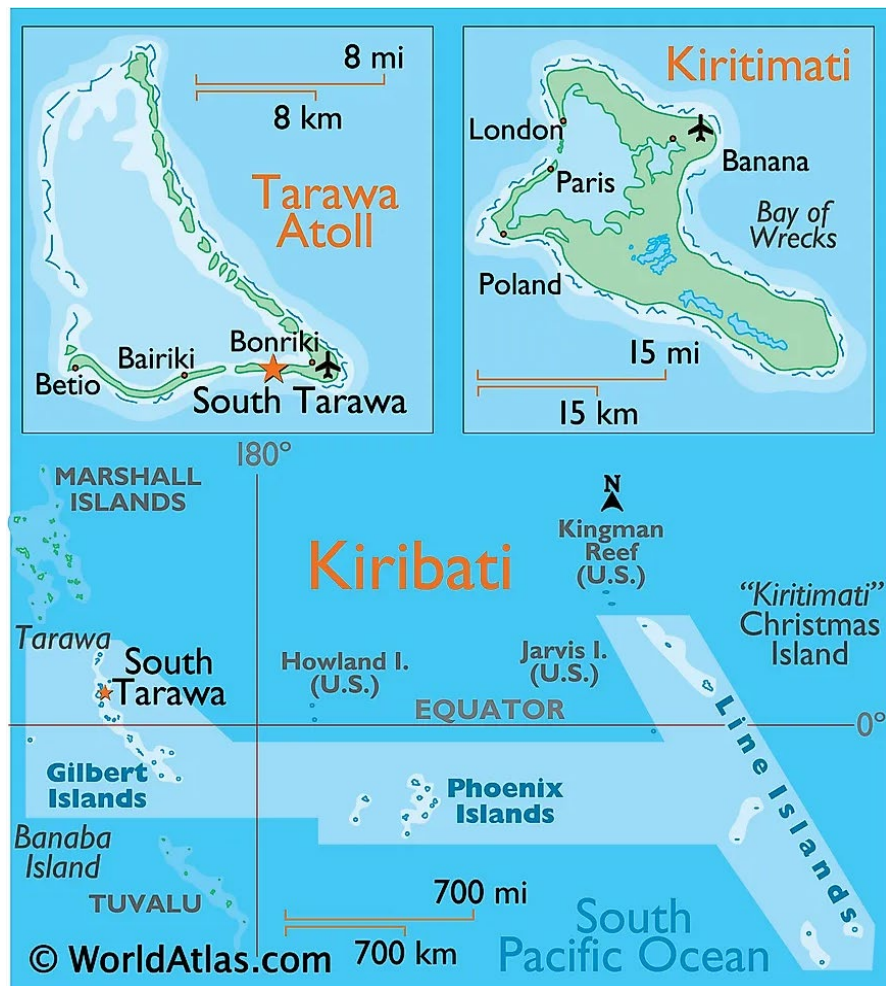 8 mi
8 km
Tarawa
Atoll
Bonriki
Bairiki
Betio
South Tarawa
Kiritimati
London
Banana
Paris
Bay of
Wrecks
Poland
15 mi
15 km
180°
MARSHALL
ISLANDS
N
Kingman
Reef
(U.S.)
Kiribati
"Kiritimati"
Christmas
Island
Tarawa
South
Tarawa
Howland I.
(U.S.)
Jarvis I.
(U.S.)
EQUATOR
0°
Line Islands
Gilbert
Islands
Phoenix
Islands
Banaba
Island
TUVALU
700 mi
700 km
South
Pacific Ocean
© WorldAtlas.com